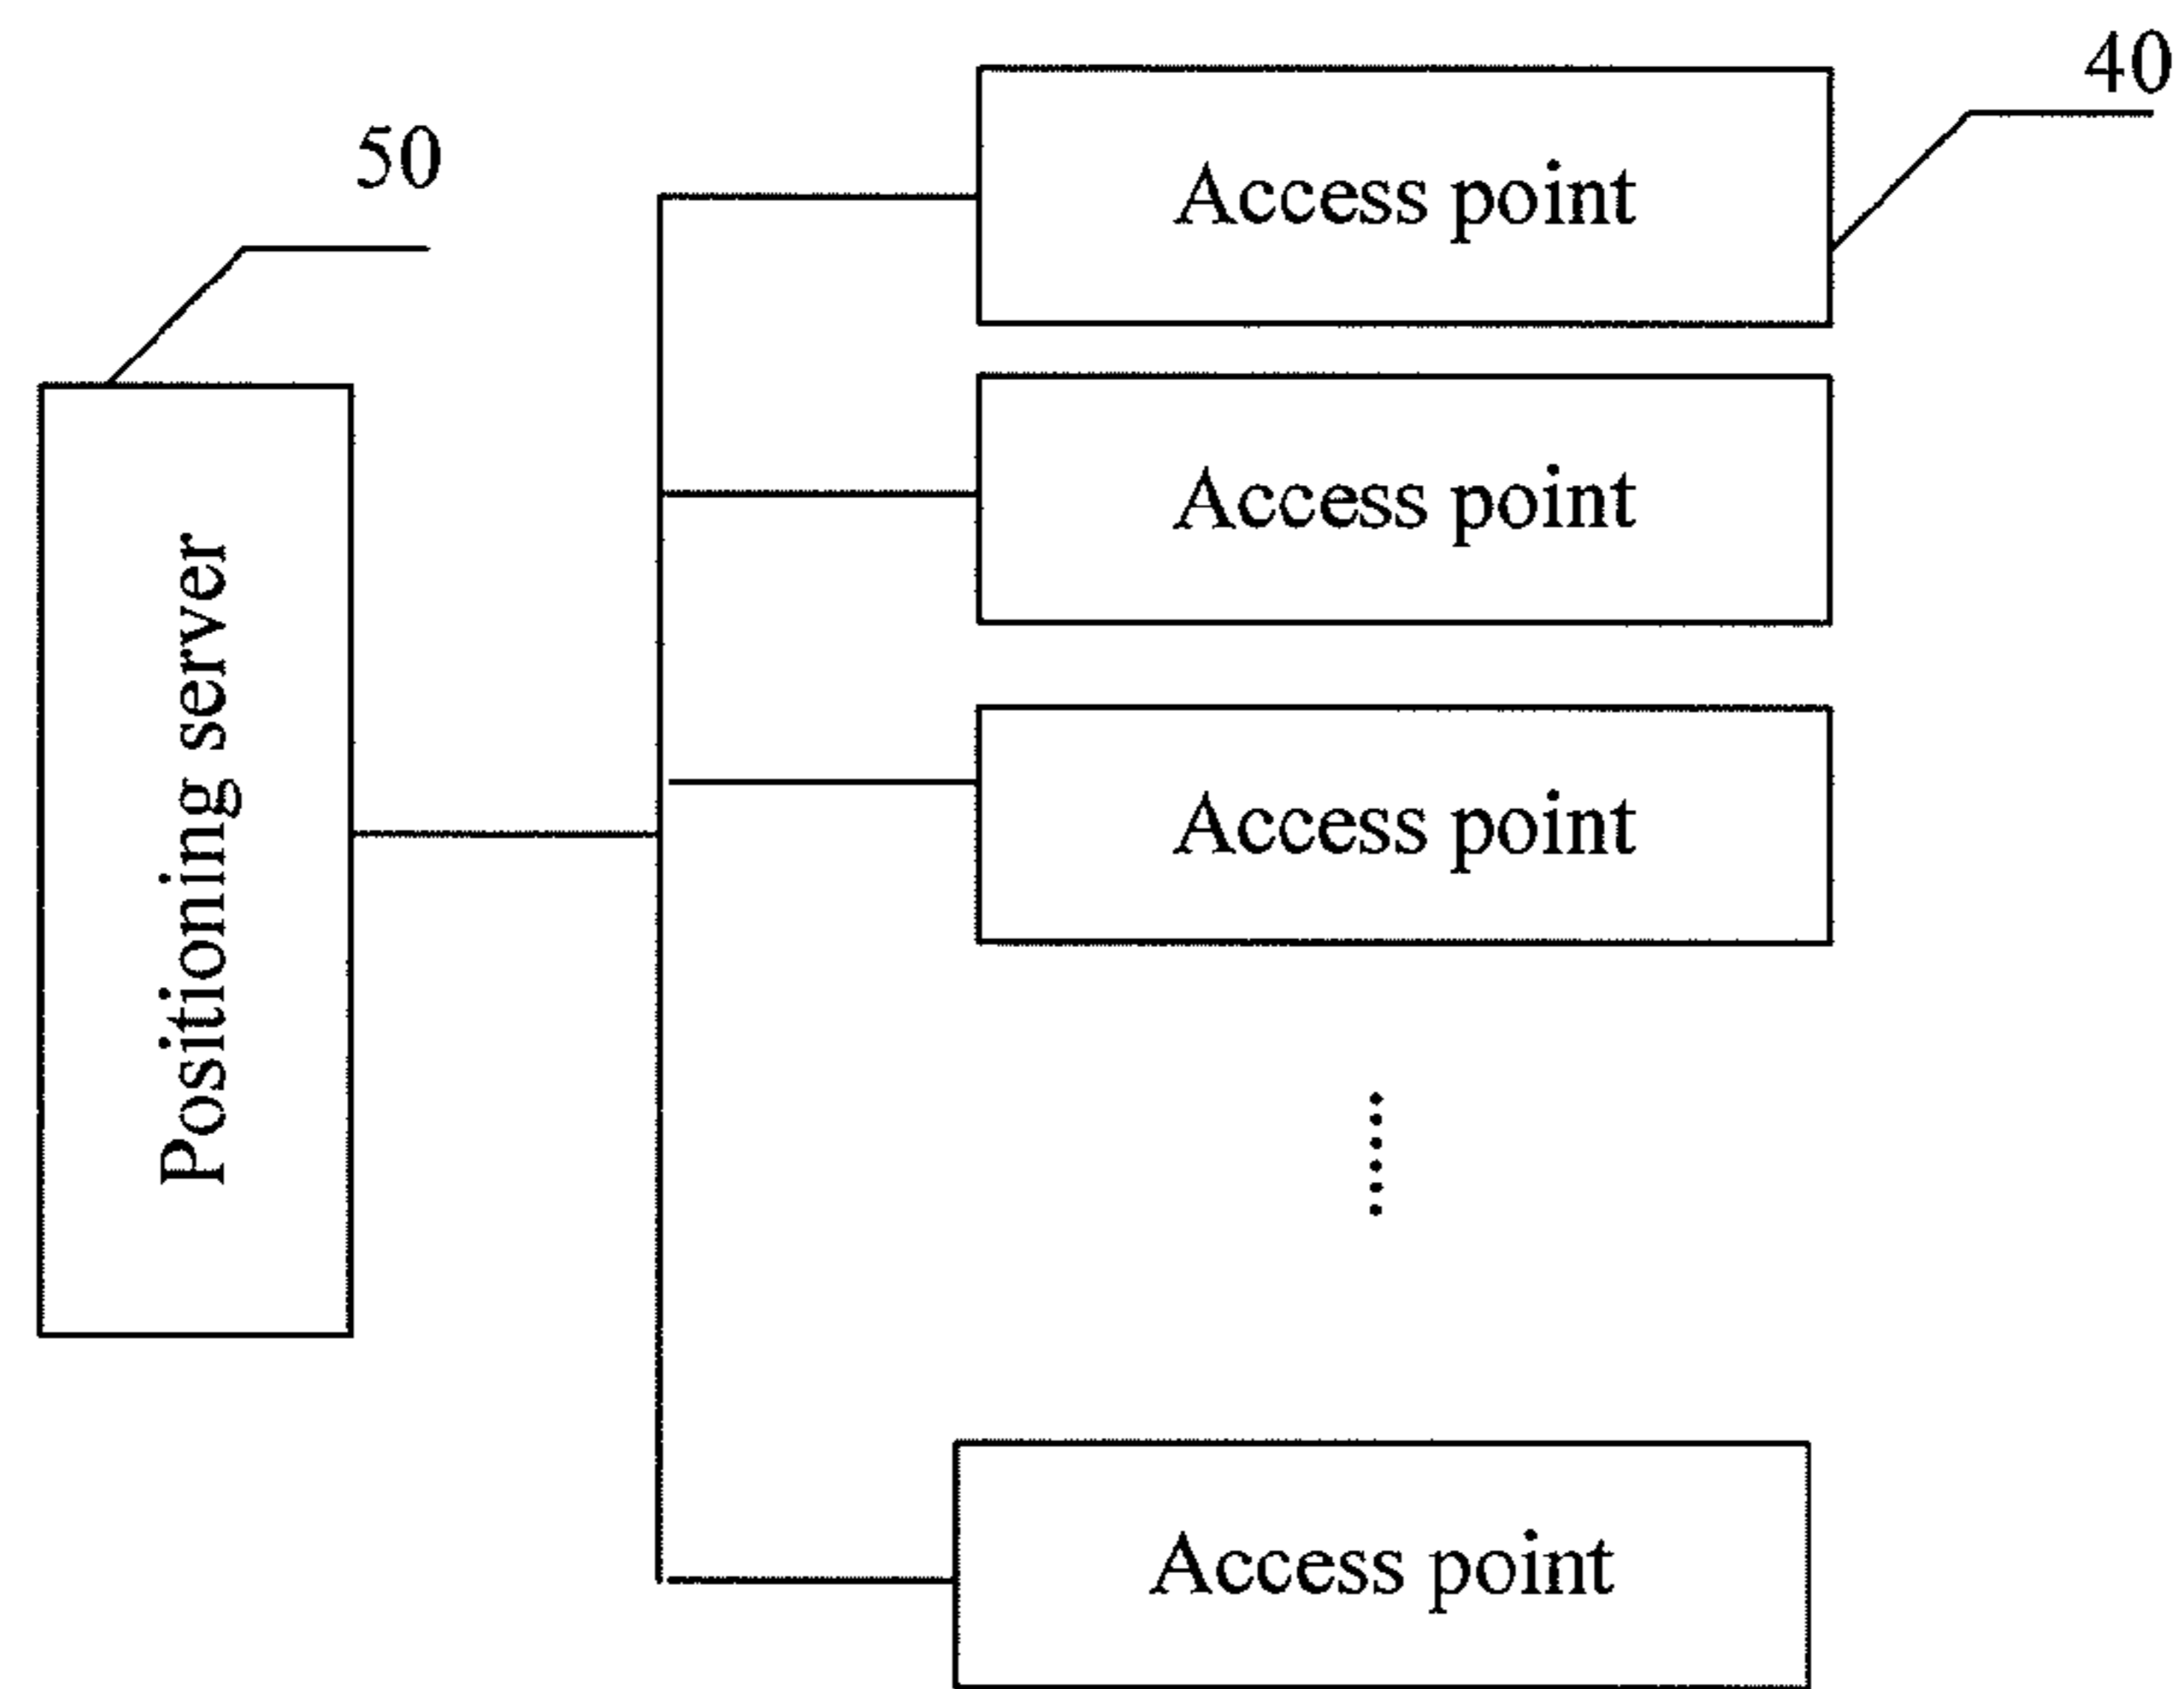 40
50
Access point
Access point
Positioning server
Access point
......
Access point